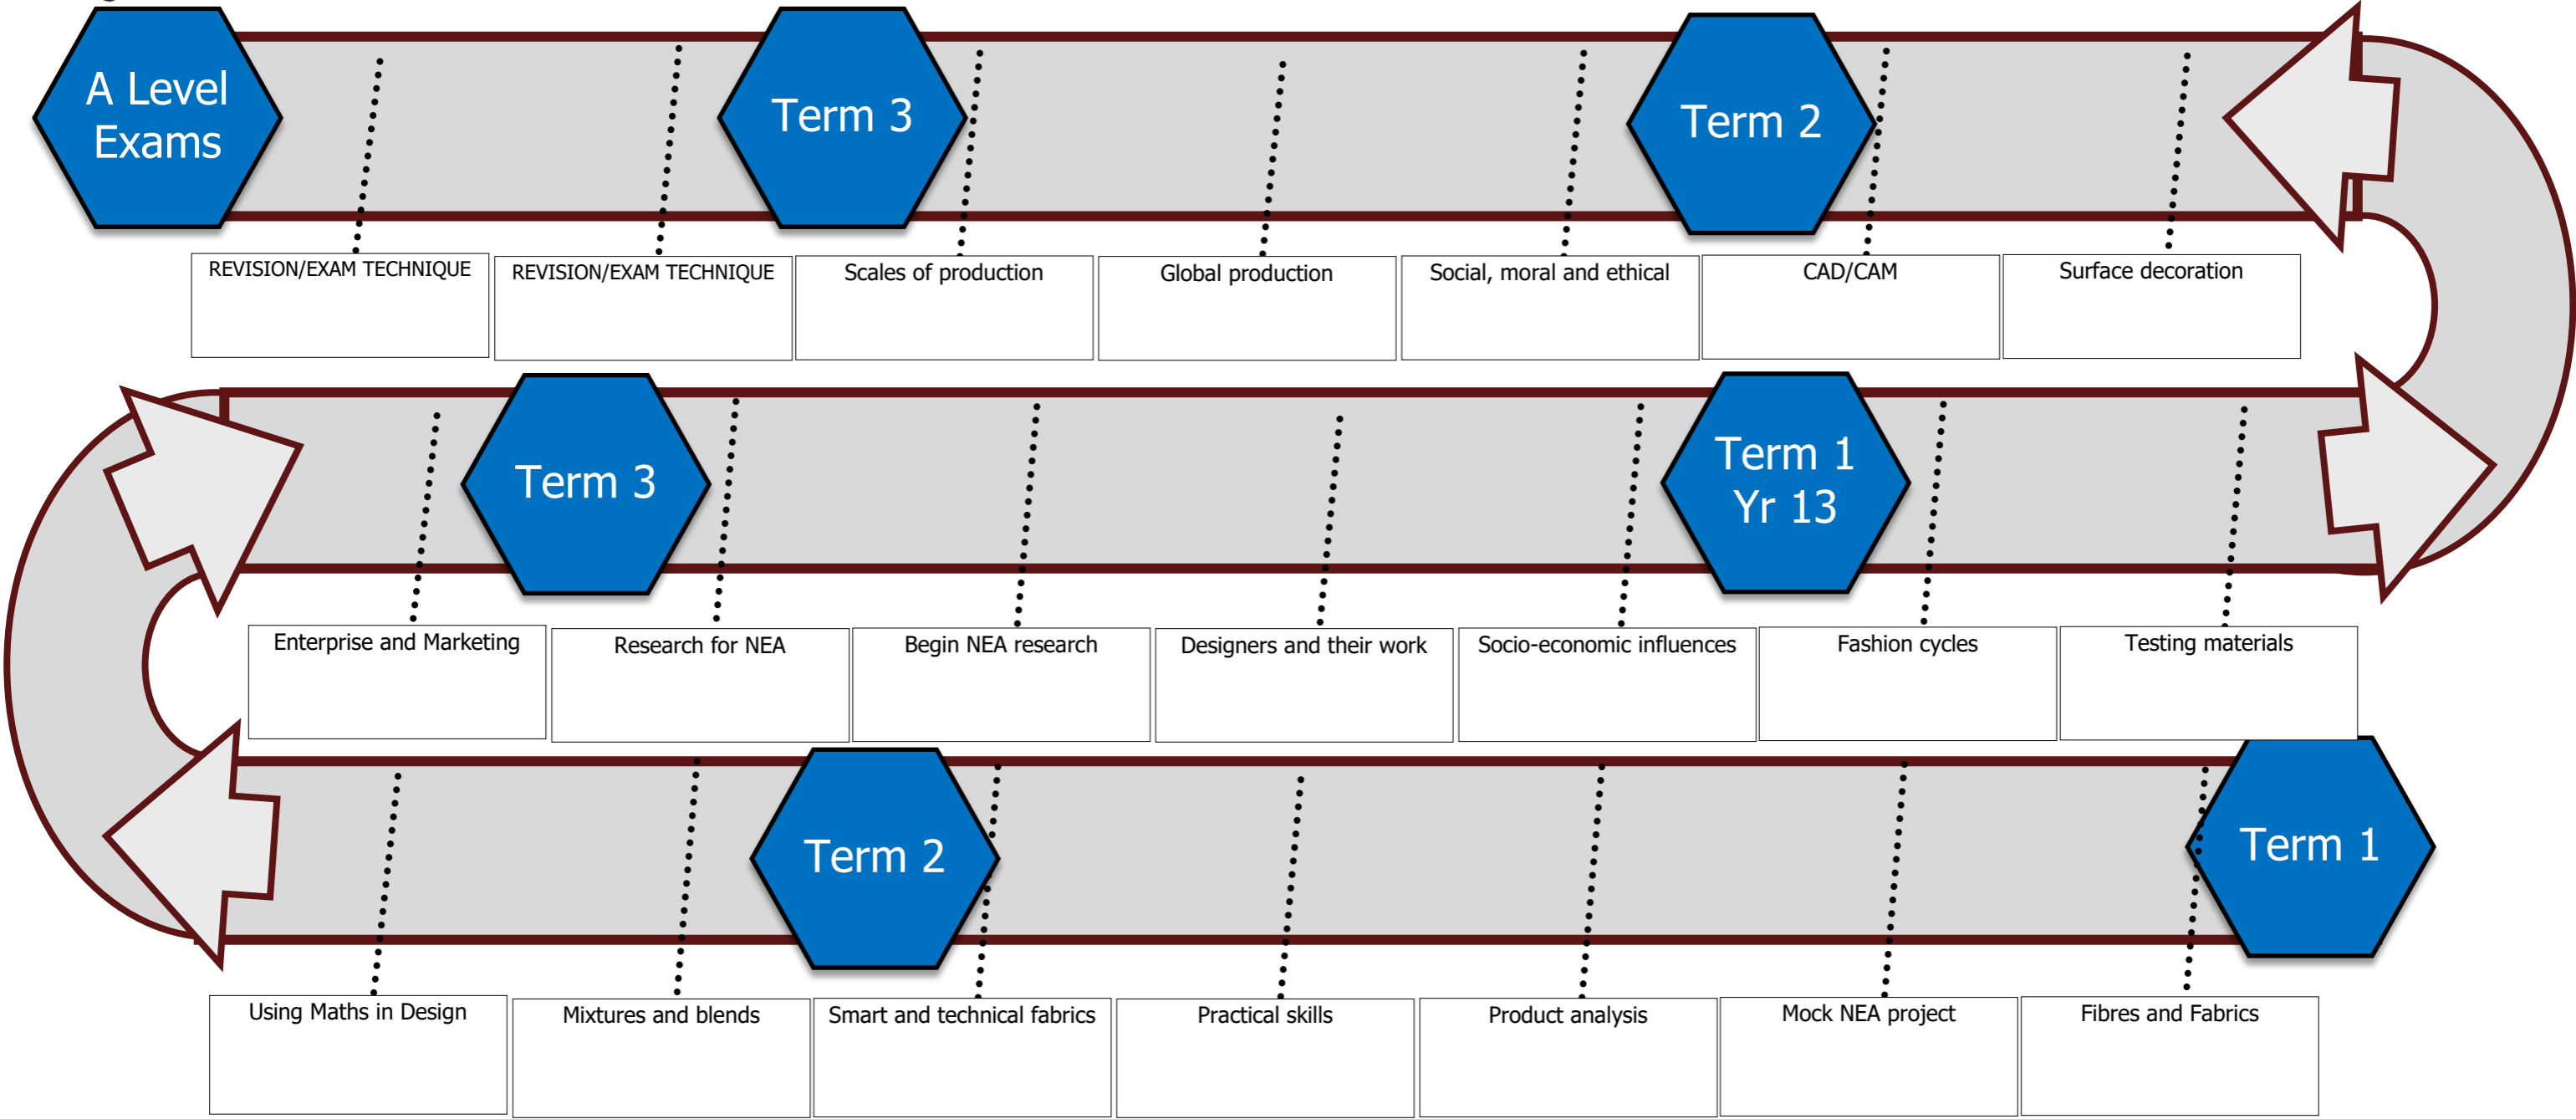 A Level
Exams
Term 3
Term 2
REVISION/EXAM TECHNIQUE
REVISION/EXAM TECHNIQUE
Scales of production
Global production
Social, moral and ethical
CAD/CAM
Surface decoration
Term 3
Term 1
Yr 13
Enterprise and Marketing
Research for NEA
Begin NEA research
Designers and their work
Socio-economic influences
Fashion cycles
Testing materials
Term 2
Term 1
Using Maths in Design
Mixtures and blends
Smart and technical fabrics
Practical skills
Product analysis
Mock NEA project
Fibres and Fabrics